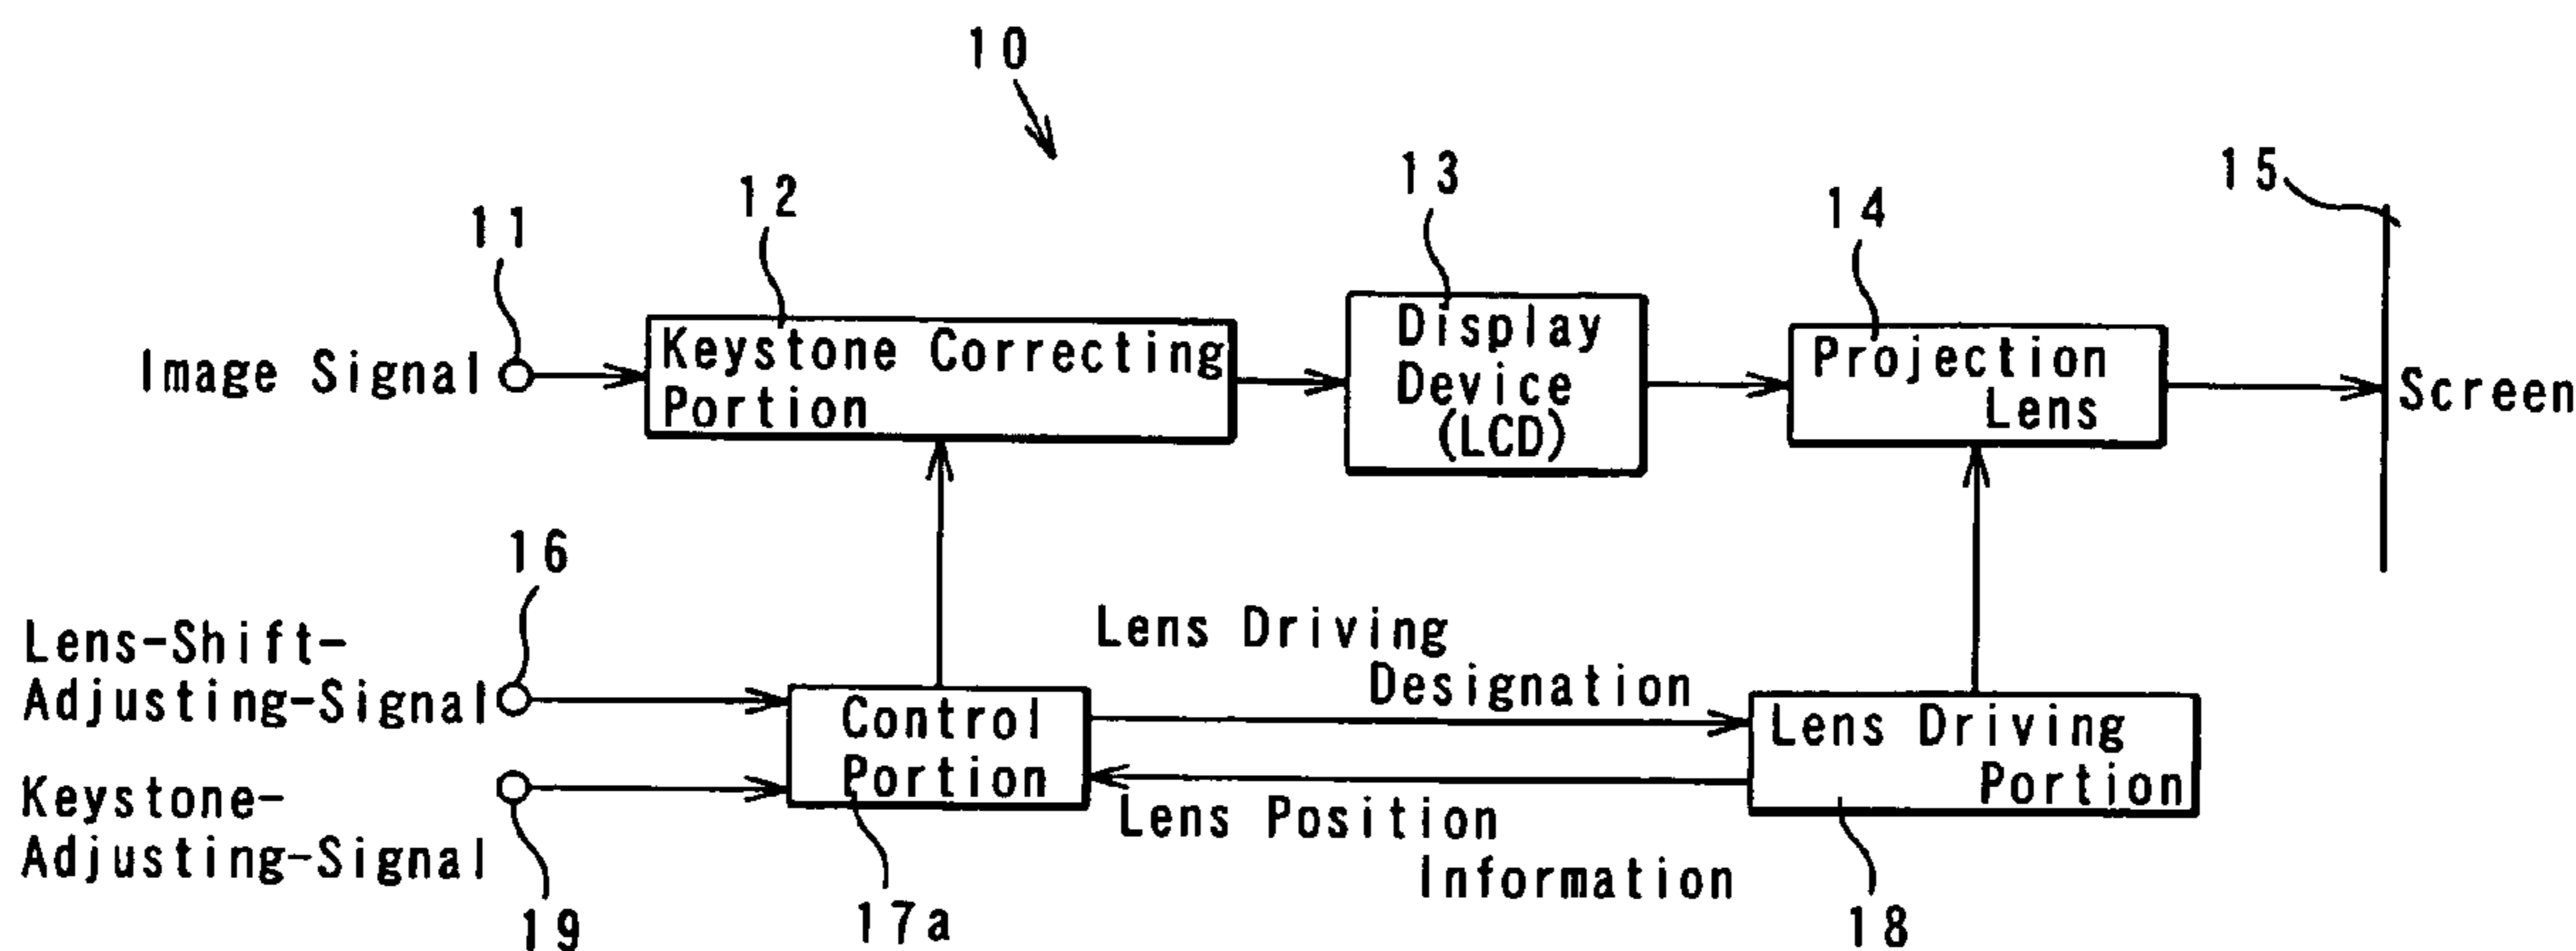 10
15
13
12
14
11
Display
Device
(LCD)
Keystone Correcting
Portion
Projection
Lens
Image Signal
Screen
16
Lens-Shift-
Adjusting-Signal
Lens Driving
Designation
Control
Portion
Lens Driving
Portion
Keystone-
Adjusting-Signal
Lens Position
Information
19
17a
18